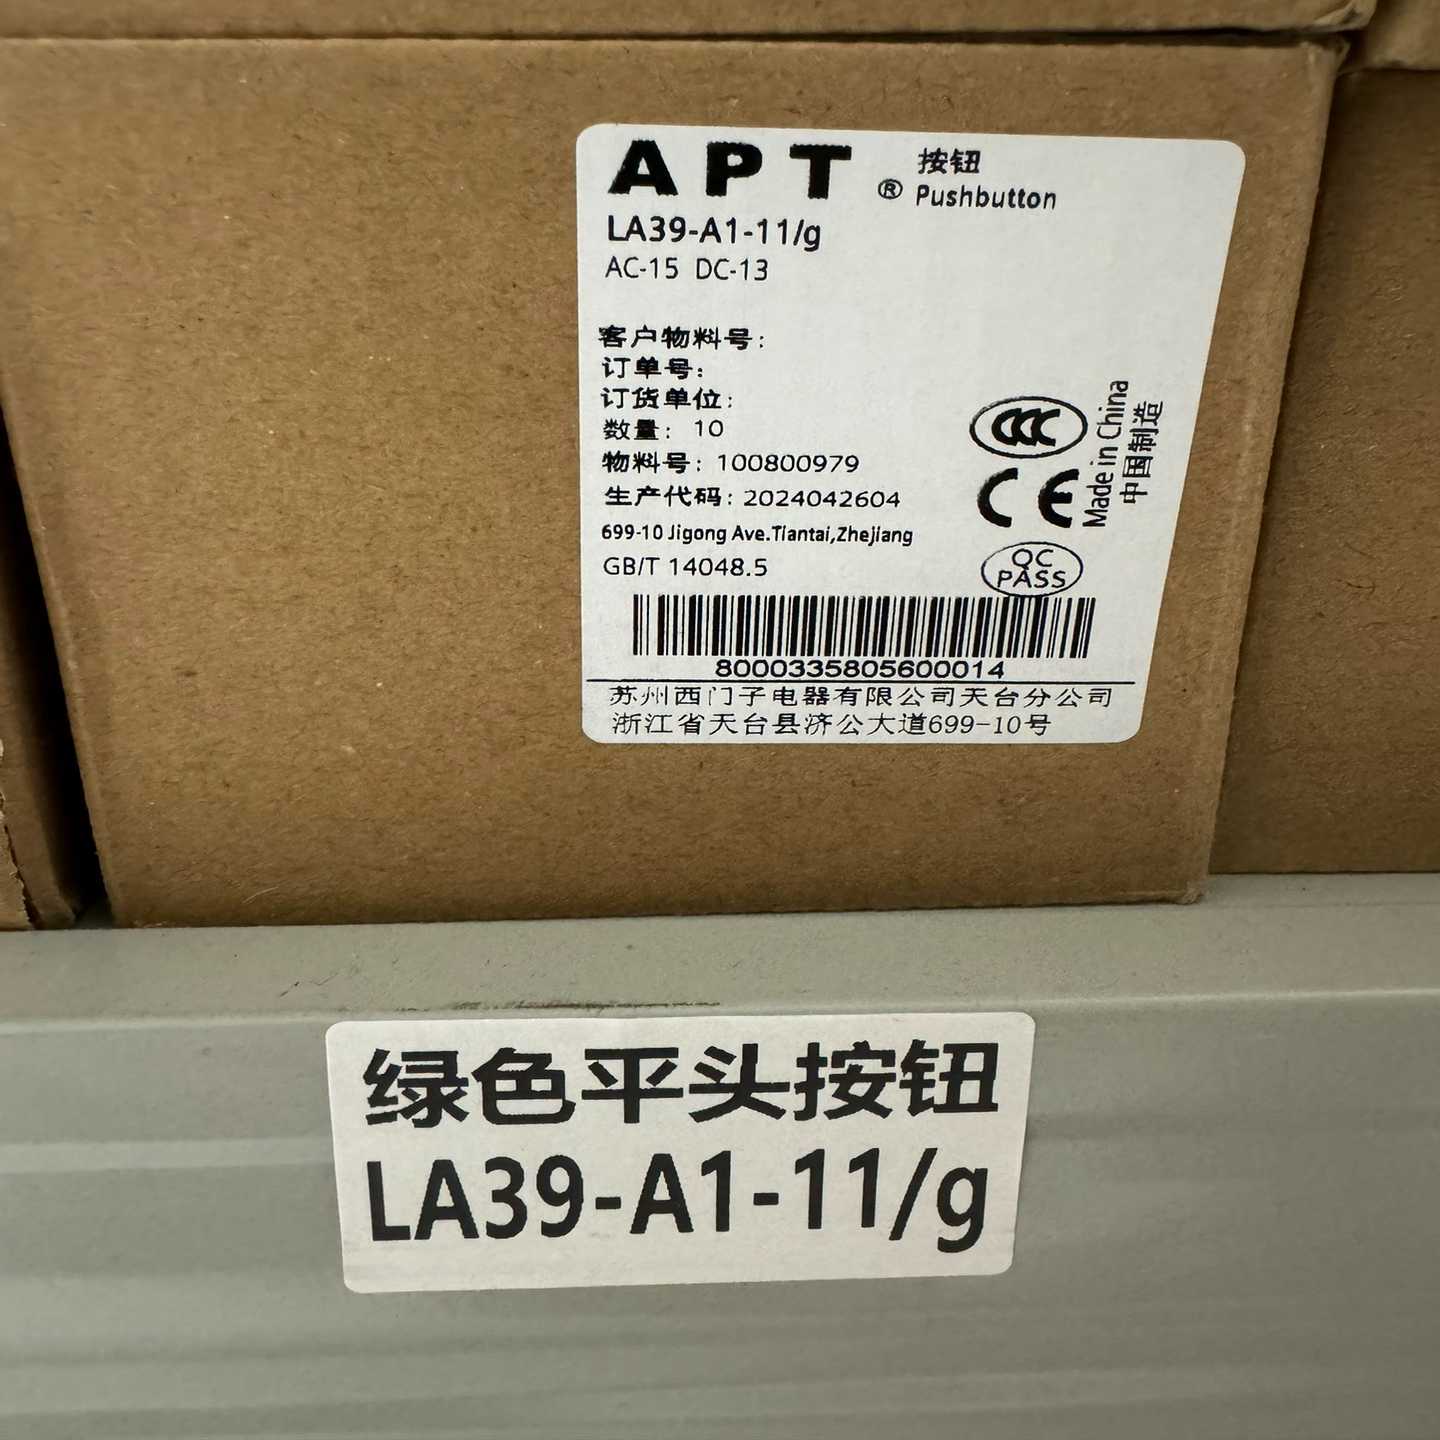 APT ® 按钮
Pushbutton
LA39-A1-11/g
AC-15 DC-13
客户物料号:
订单号:
订货单位:
数量: 10
物料号: 100800979
生产代码: 2024042604
699-10 Jigong Ave.Tiantai,Zhejiang
GB/T 14048.5
CCC
CE
Made in China
中国制造
QC
PASS
8000335805600014
苏州西门子电器有限公司天台分公司
浙江省天台县济公大道699-10号
绿色平头按钮
LA39-A1-11/g